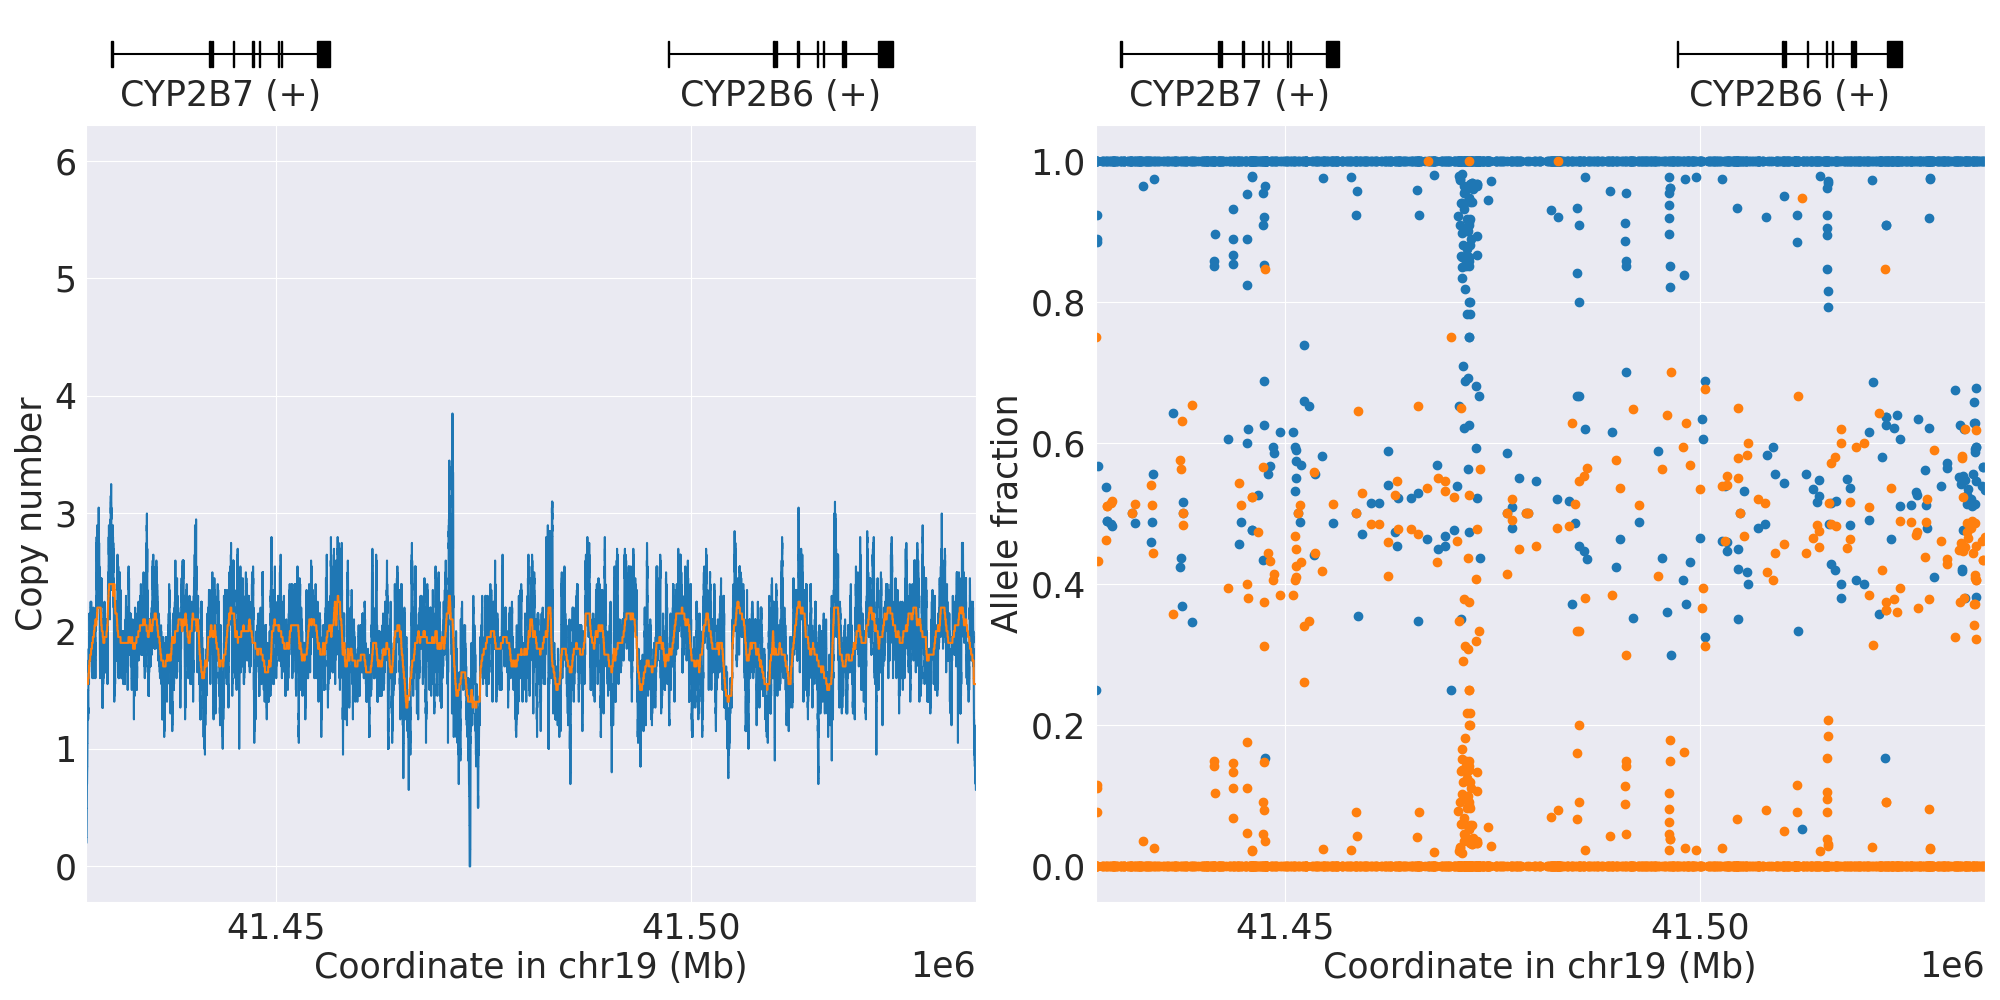 CYP2B7 (+)
CYP2B6 (+)
CYP2B7 (+)
CYP2B6 (+)
6
5
4
3
2
1
0
Copy number
41.45
41.50
Coordinate in chr19 (Mb)
1e6
1.0
0.8
0.6
0.4
0.2
0.0
Allele fraction
41.45
41.50
Coordinate in chr19 (Mb)
1e6